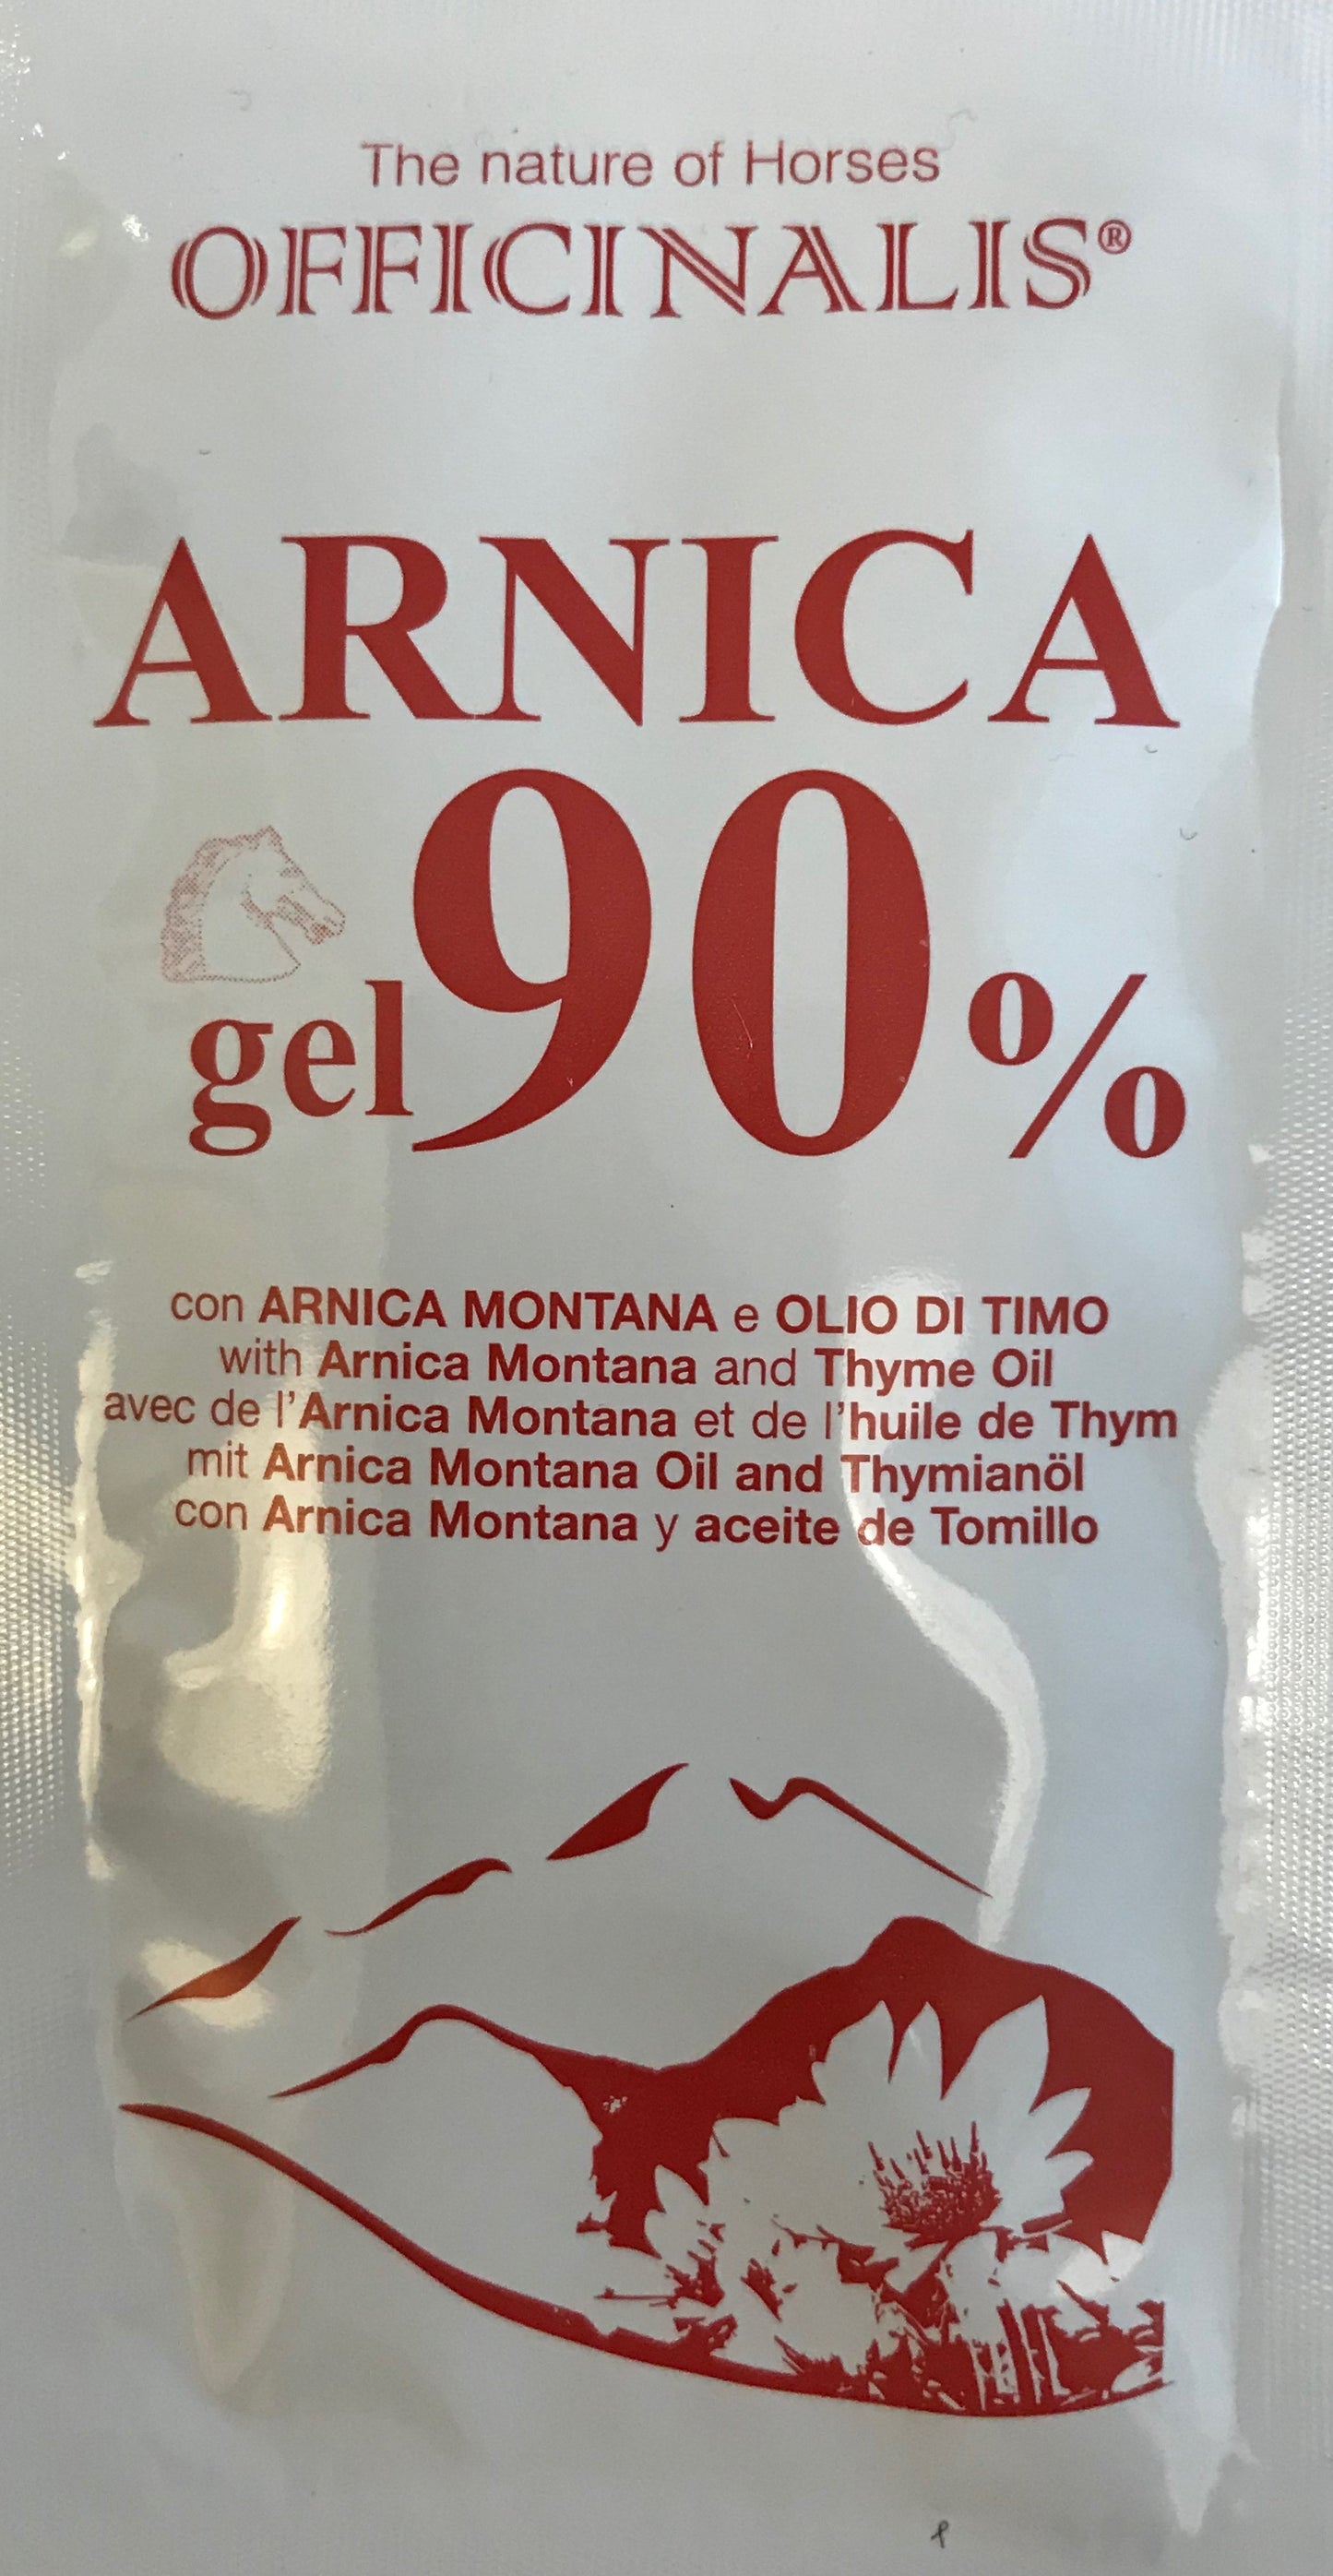 The nature of Horses
OFFICINALIS®
ARNICA
gel 90%
con ARNICA MONTANA e OLIO DI TIMO
with Arnica Montana and Thyme Oil
avec de l'Arnica Montana et de l'huile de Thym
mit Arnica Montana Oil and Thymianöl
con Arnica Montana y aceite de Tomillo